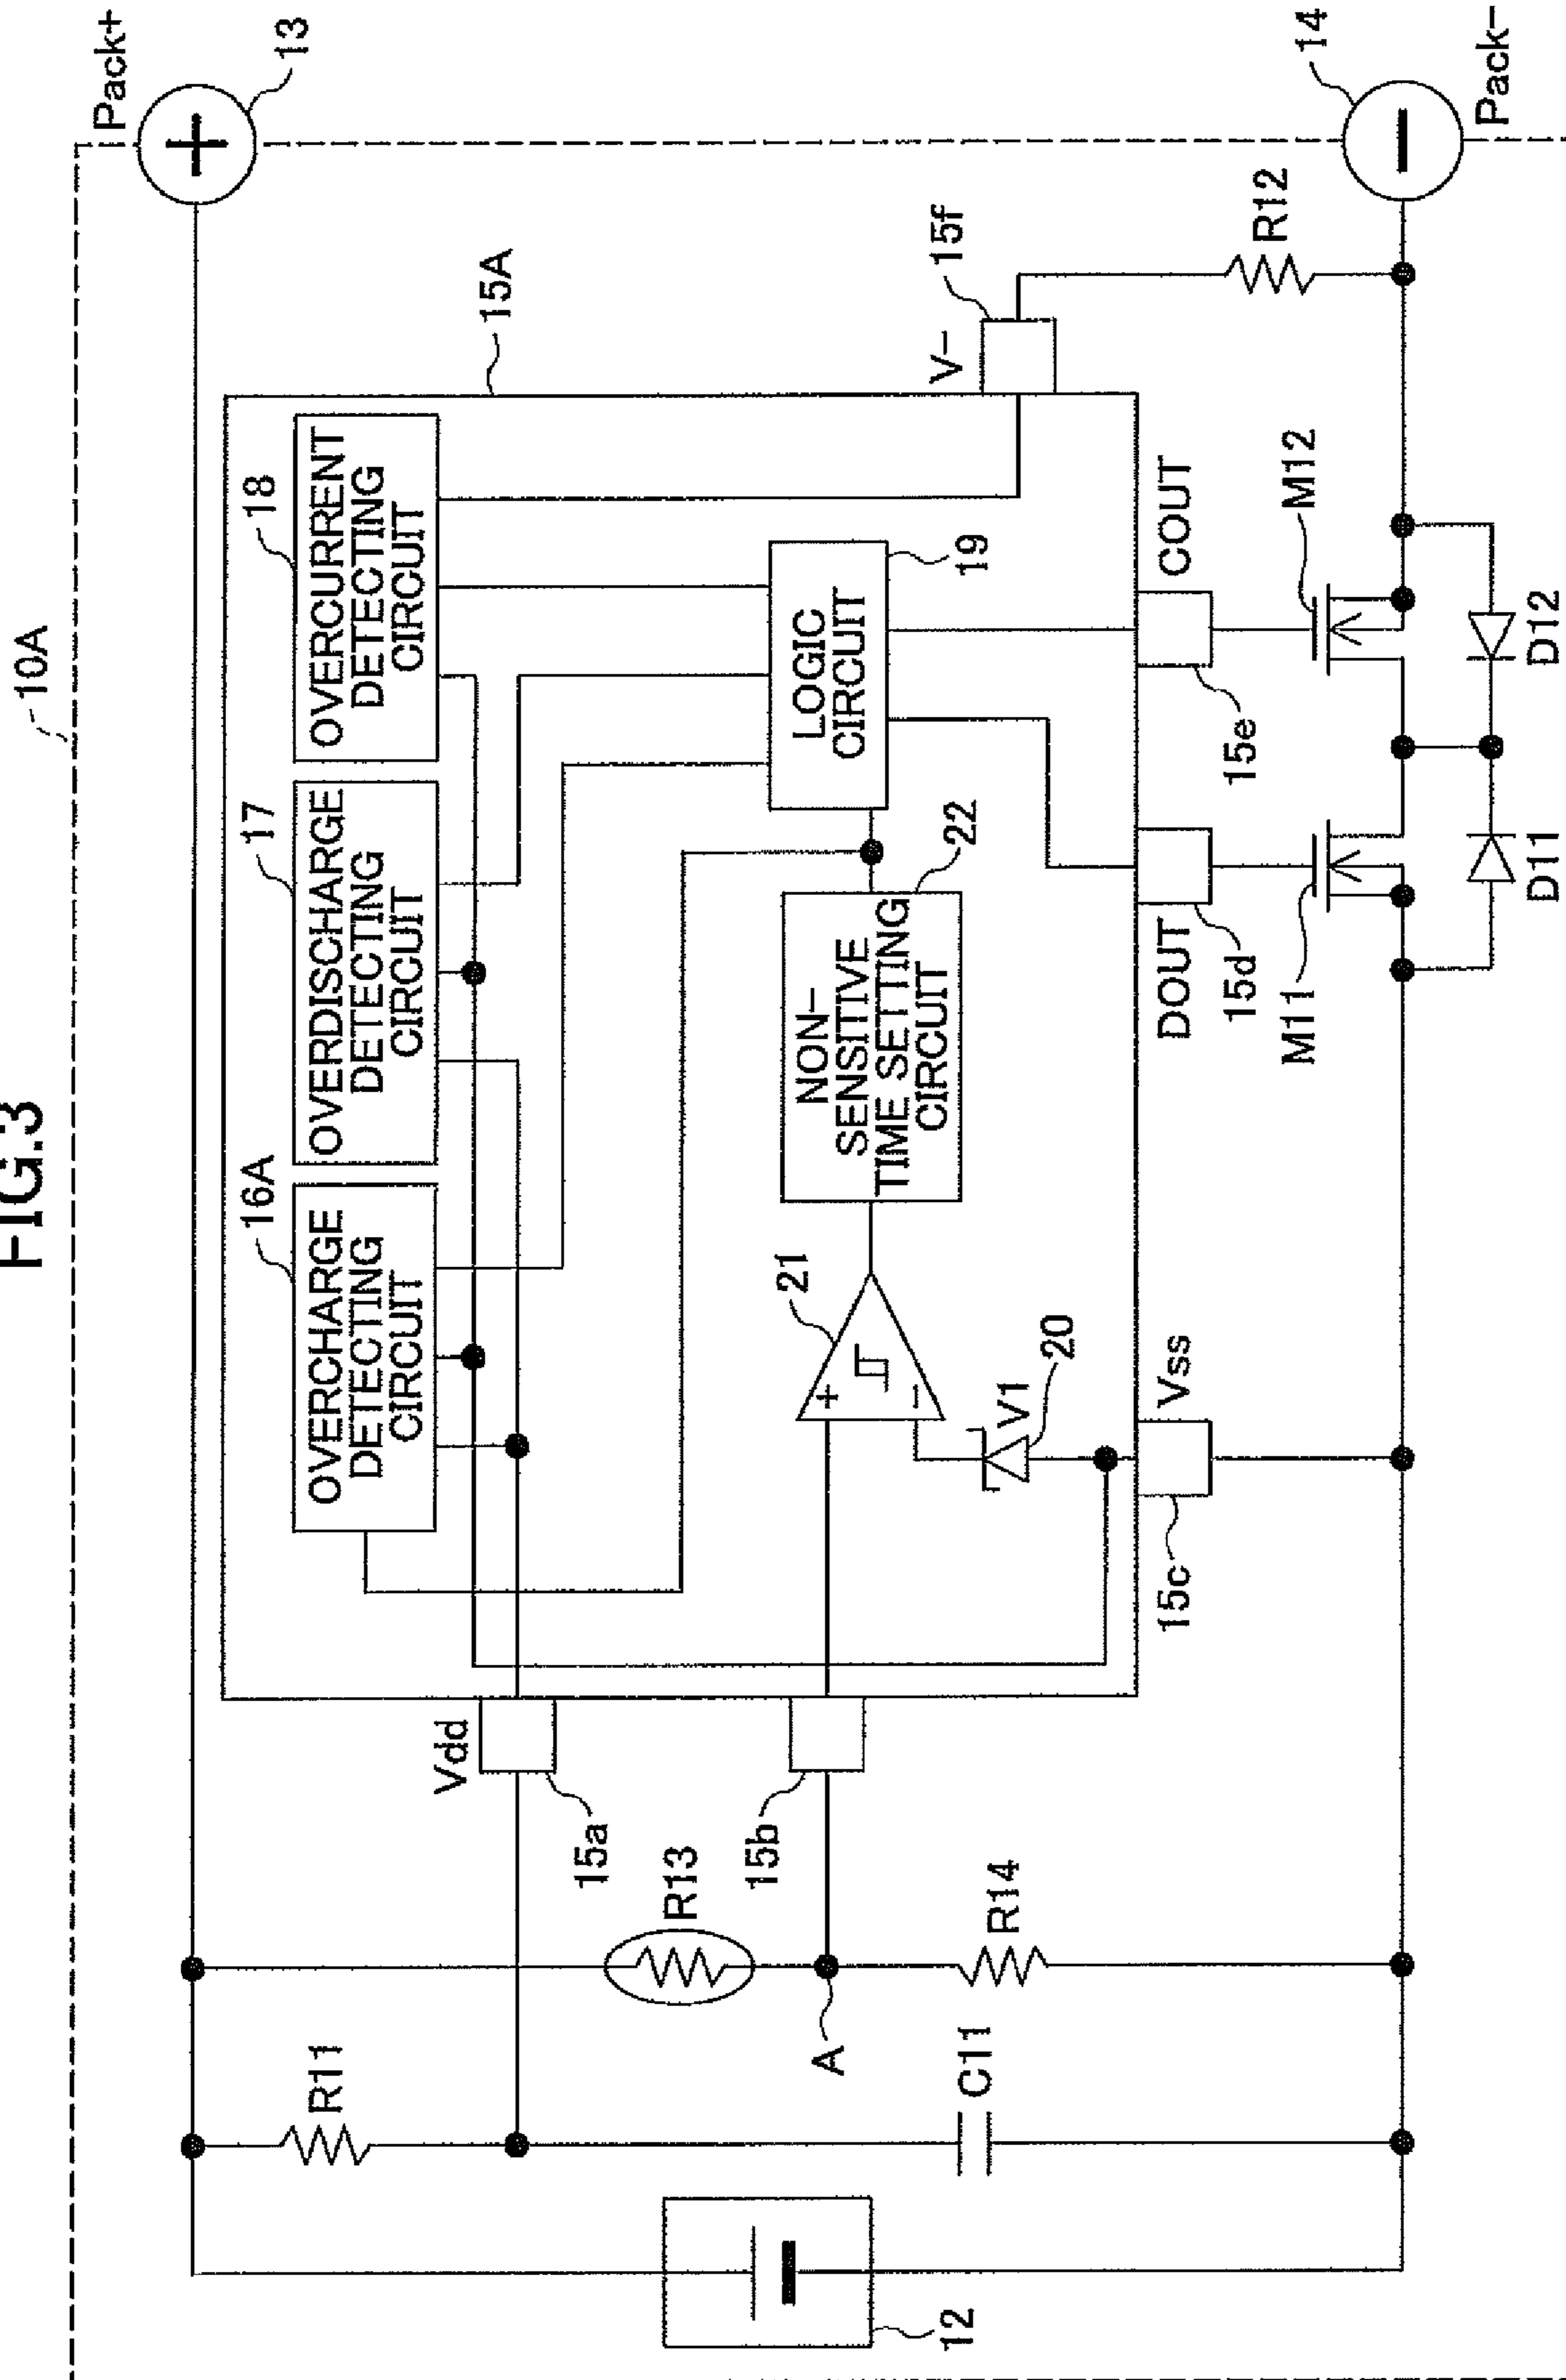 FIG.3
10A
Pack+
13
15A
16A
17
18
OVERCHARGE
DETECTING
CIRCUIT
OVERDISCHARGE
DETECTING
CIRCUIT
OVERCURRENT
DETECTING
CIRCUIT
R11
Vdd
15a
R13
15b
A
R14
C11
12
21
+
−
V1
20
NON−
SENSITIVE
TIME SETTING
CIRCUIT
22
LOGIC
CIRCUIT
19
V−
15f
R12
Vss
15c
DOUT
15d
COUT
15e
M11
M12
D11
D12
14
Pack−